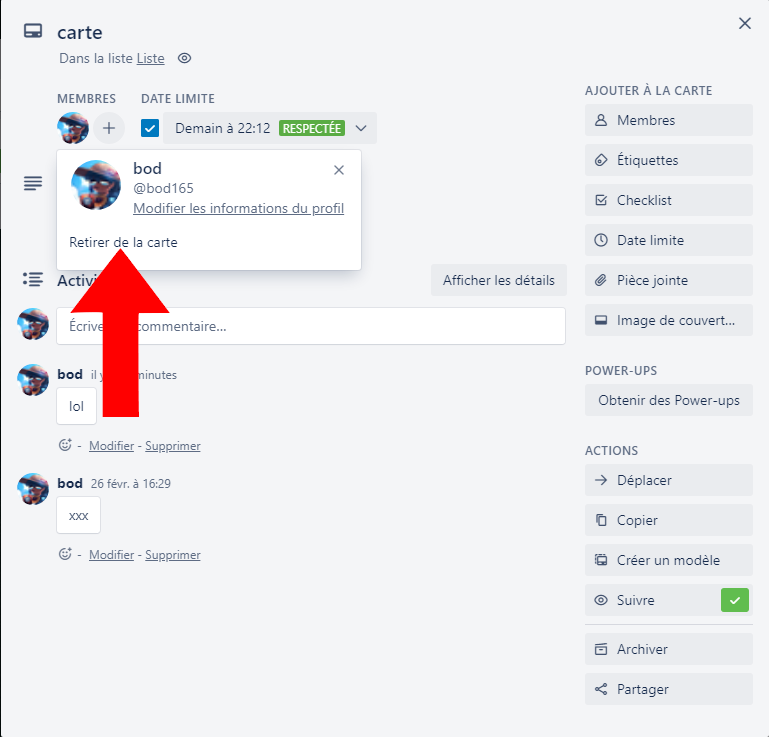 carte
Dans la liste Liste
MEMBRES
DATE LIMITE
Demain à 22:12 RESPECTÉE
bod
@bod165
Modifier les informations du profil
Retirer de la carte
Activi
Afficher les détails
Écrive commentaire…
bod il y minutes
lol
- Modifier - Supprimer
bod 26 févr. à 16:29
xxx
- Modifier - Supprimer
AJOUTER À LA CARTE
Membres
Étiquettes
Checklist
Date limite
Pièce jointe
Image de couvert…
POWER-UPS
Obtenir des Power-ups
ACTIONS
Déplacer
Copier
Créer un modèle
Suivre
Archiver
Partager